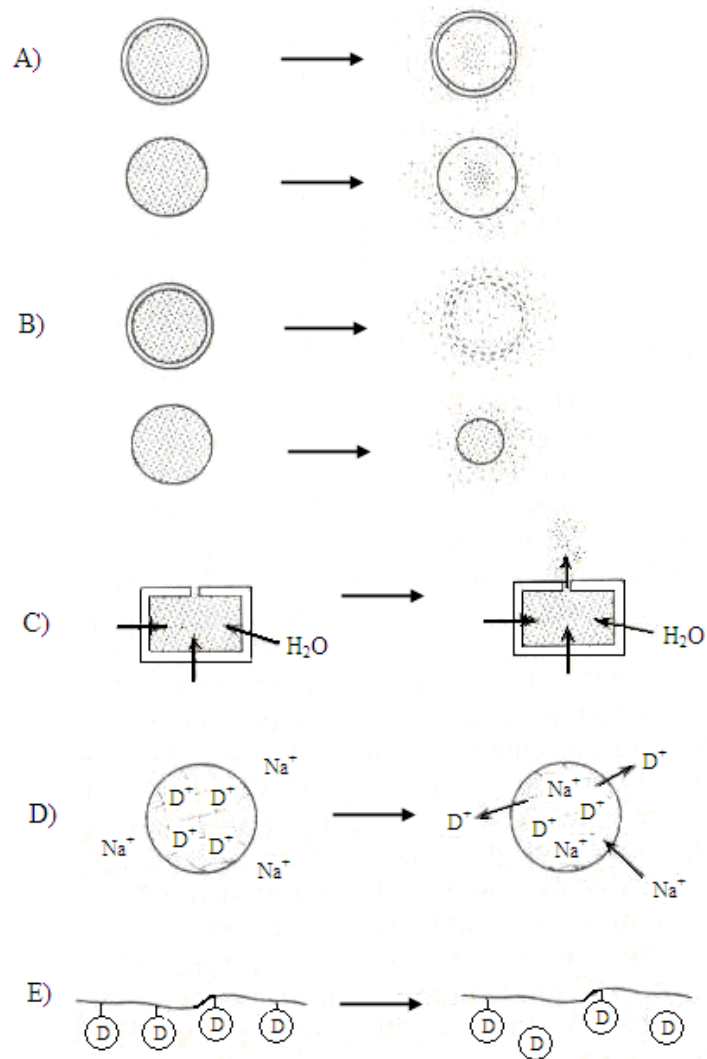 A)
B)
C)
H₂O
H₂O
Na⁺
D⁺
D⁺ D⁺
Na⁺
D⁺
D)
D⁺
D⁺
D⁺ D⁺
Na⁺
D⁺
Na⁺
Na⁺
Na⁺
Na⁺
E)
D D D D
D D D D